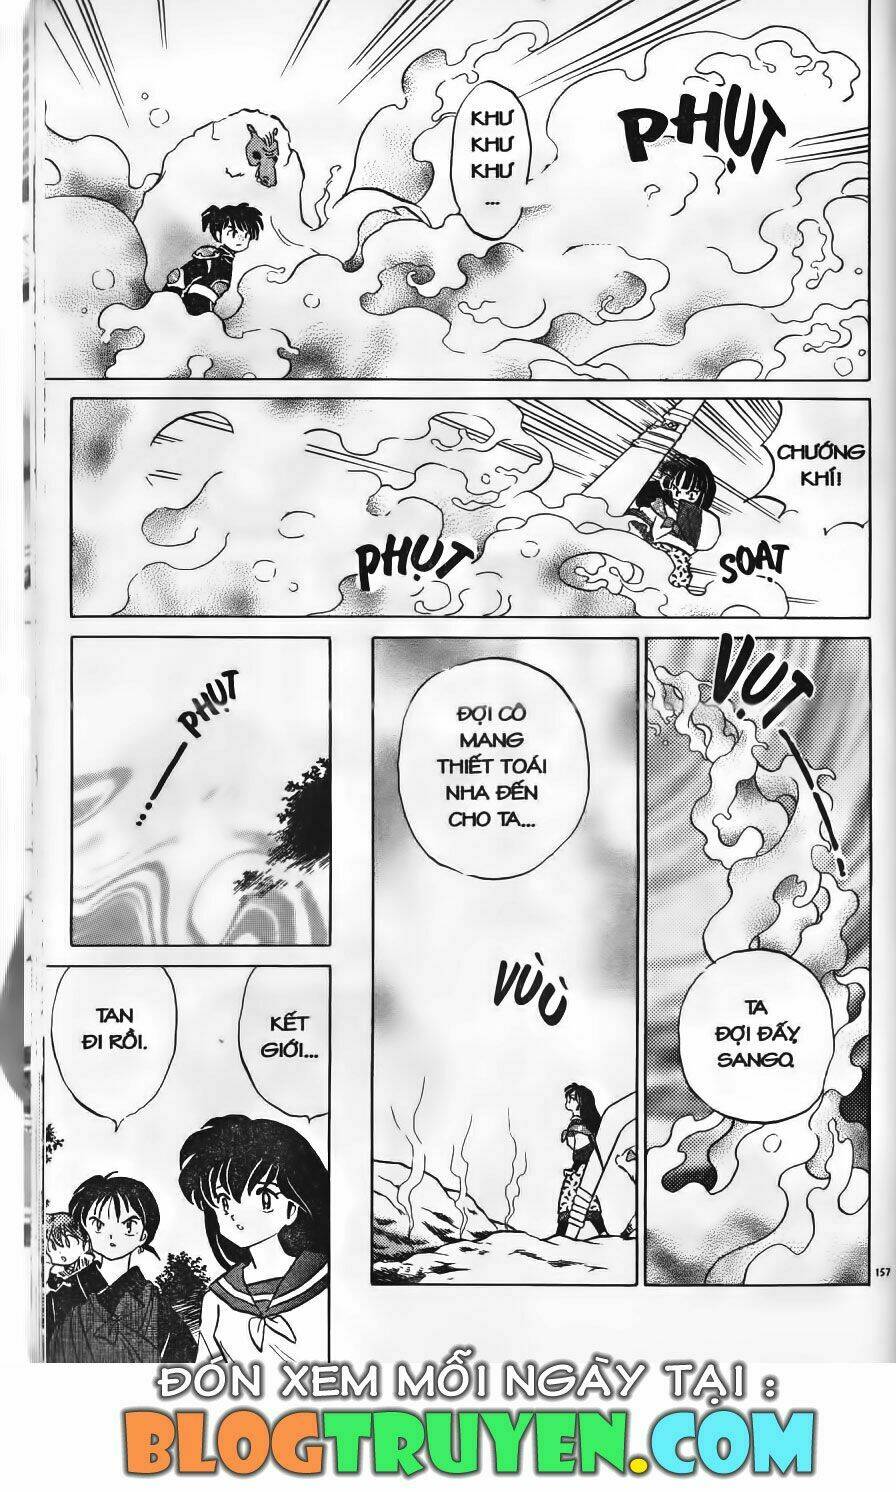 KHƯ
KHƯ
KHƯ
...
PHỤT
CHƯỚNG
KHÍ!
PHỤT
SOẠT
VỤT
TA
ĐỢI ĐẤY,
SANGO.
ĐỢI CÔ
MANG
THIẾT TOÁI
NHA ĐẾN
CHO TA...
VÙÙ
PHỤT
KẾT
GIỚI...
TAN
ĐI RỒI.
157
ĐÓN XEM MỖI NGÀY TẠI :
BLOGTRUYEN.COM